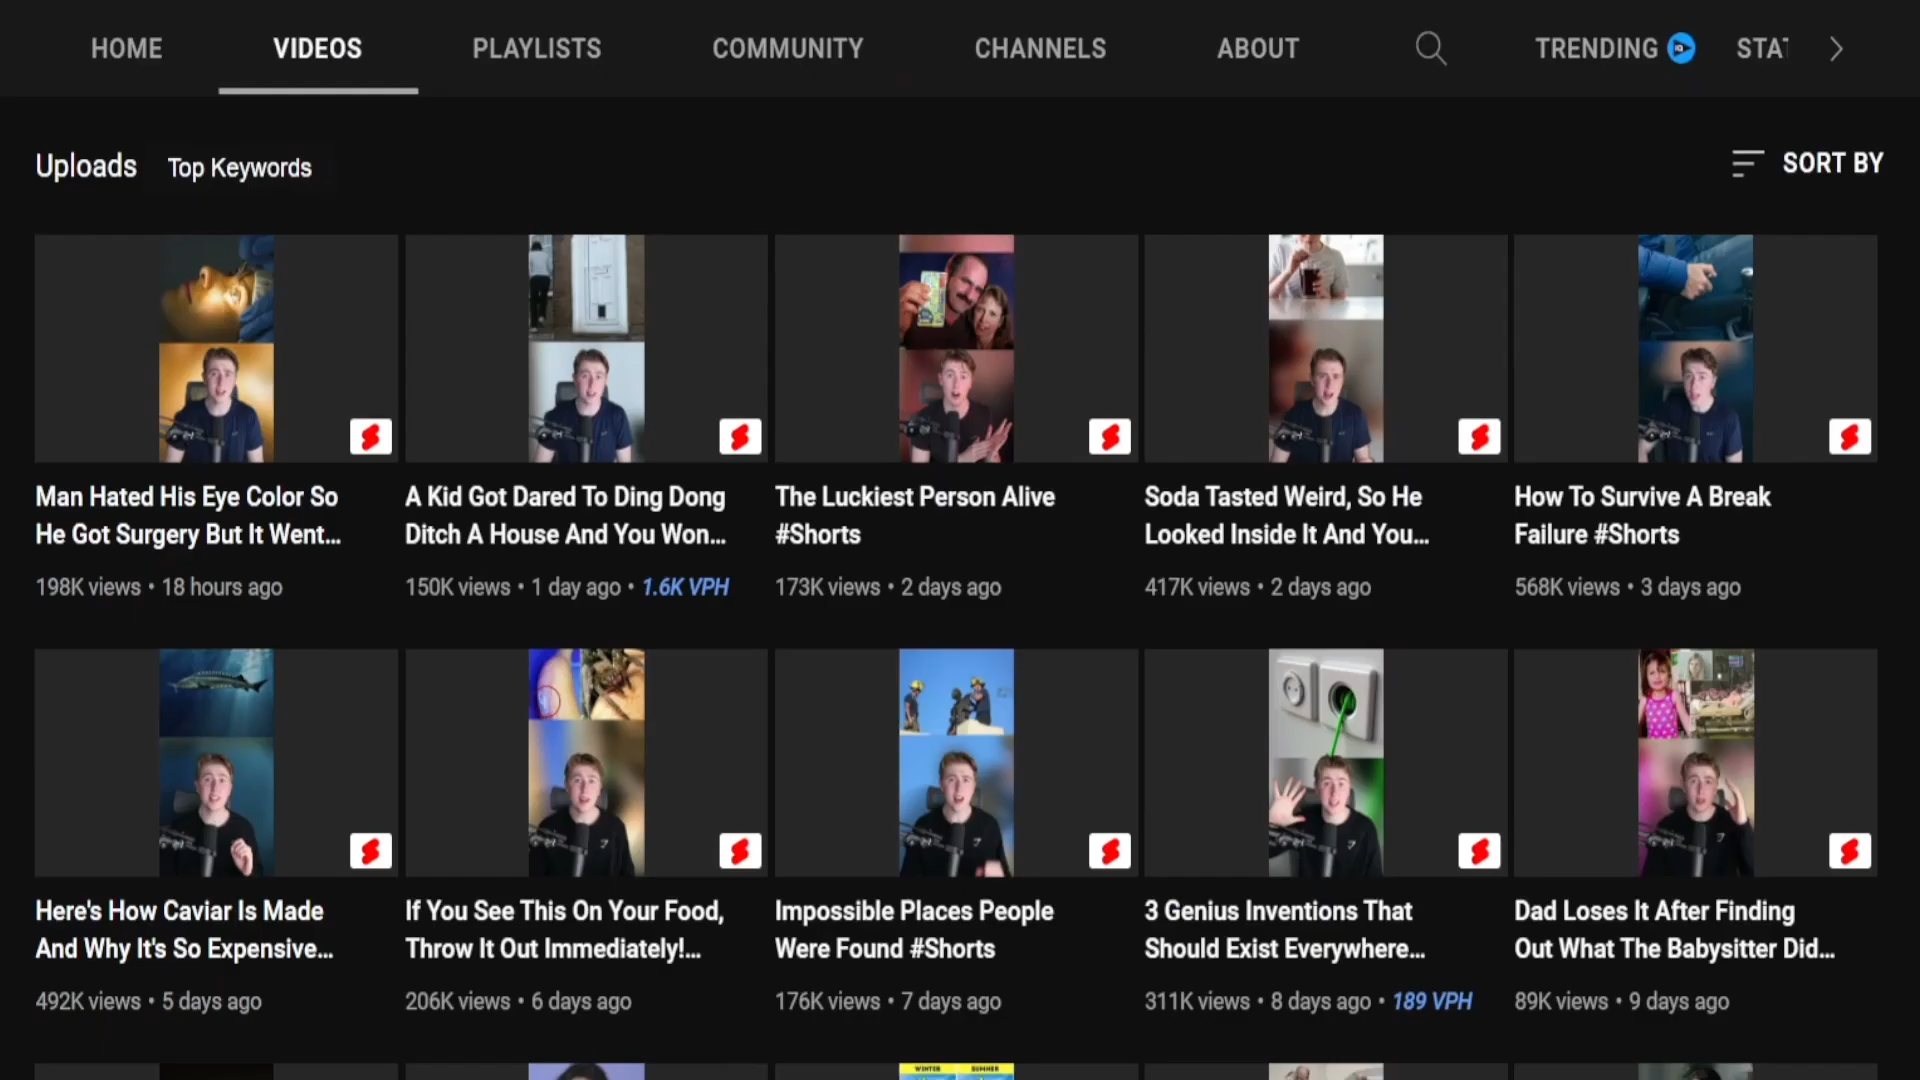 HOME VIDEOS PLAYLISTS COMMUNITY CHANNELS ABOUT TRENDING STAT
Uploads Top Keywords SORT BY
Man Hated His Eye Color So
He Got Surgery But It Went...
198K views • 18 hours ago
A Kid Got Dared To Ding Dong
Ditch A House And You Won...
150K views • 1 day ago • 1.6K VPH
The Luckiest Person Alive
#Shorts
173K views • 2 days ago
Soda Tasted Weird, So He
Looked Inside It And You...
417K views • 2 days ago
How To Survive A Break
Failure #Shorts
568K views • 3 days ago
Here's How Caviar Is Made
And Why It's So Expensive...
492K views • 5 days ago
If You See This On Your Food,
Throw It Out Immediately!...
206K views • 6 days ago
Impossible Places People
Were Found #Shorts
176K views • 7 days ago
3 Genius Inventions That
Should Exist Everywhere...
311K views • 8 days ago • 189 VPH
Dad Loses It After Finding
Out What The Babysitter Did...
89K views • 9 days ago
WINTER SUMMER